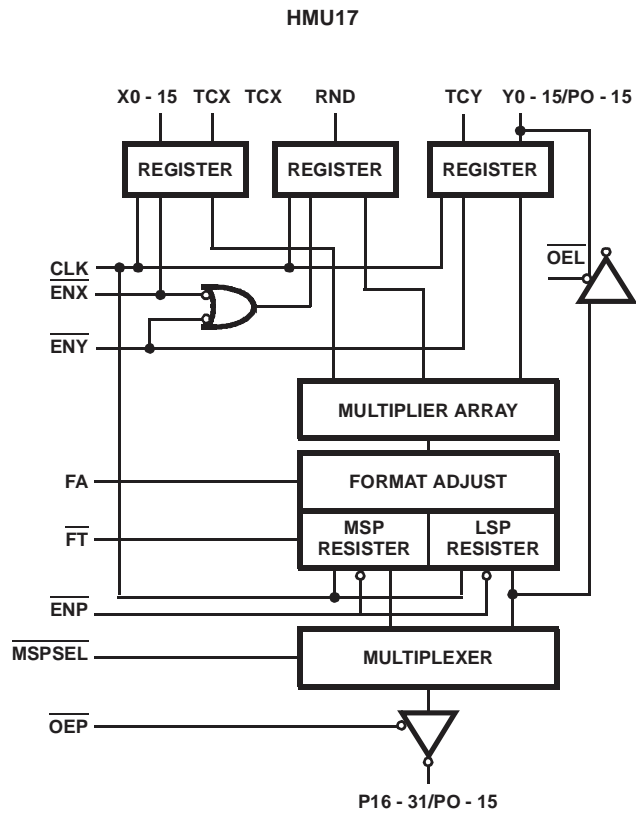 HMU17
X0 - 15 TCX TCX RND TCY Y0 - 15/PO - 15
REGISTER REGISTER REGISTER
OEL
CLK
ENX
ENY
MULTIPLIER ARRAY
FA FORMAT ADJUST
FT MSP LSP
RESISTER RESISTER
ENP
MSPSEL MULTIPLEXER
OEP
P16 - 31/PO - 15